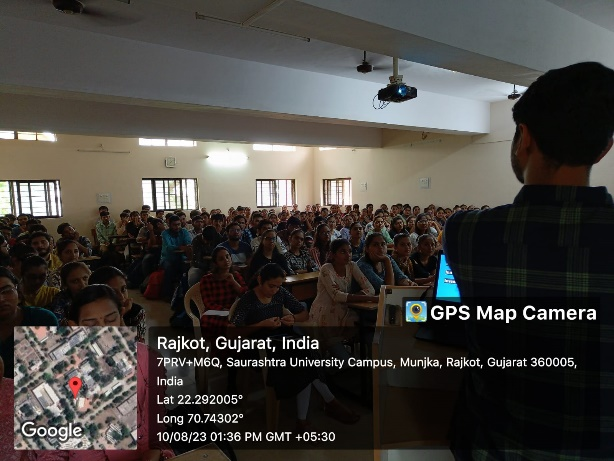 GPS Map Camera
Rajkot, Gujarat, India
7PRV+M6Q, Saurashtra University Campus, Munjka, Rajkot, Gujarat 360005,
India
Lat 22.292005°
Long 70.74302°
10/08/23 01:36 PM GMT +05:30
Google